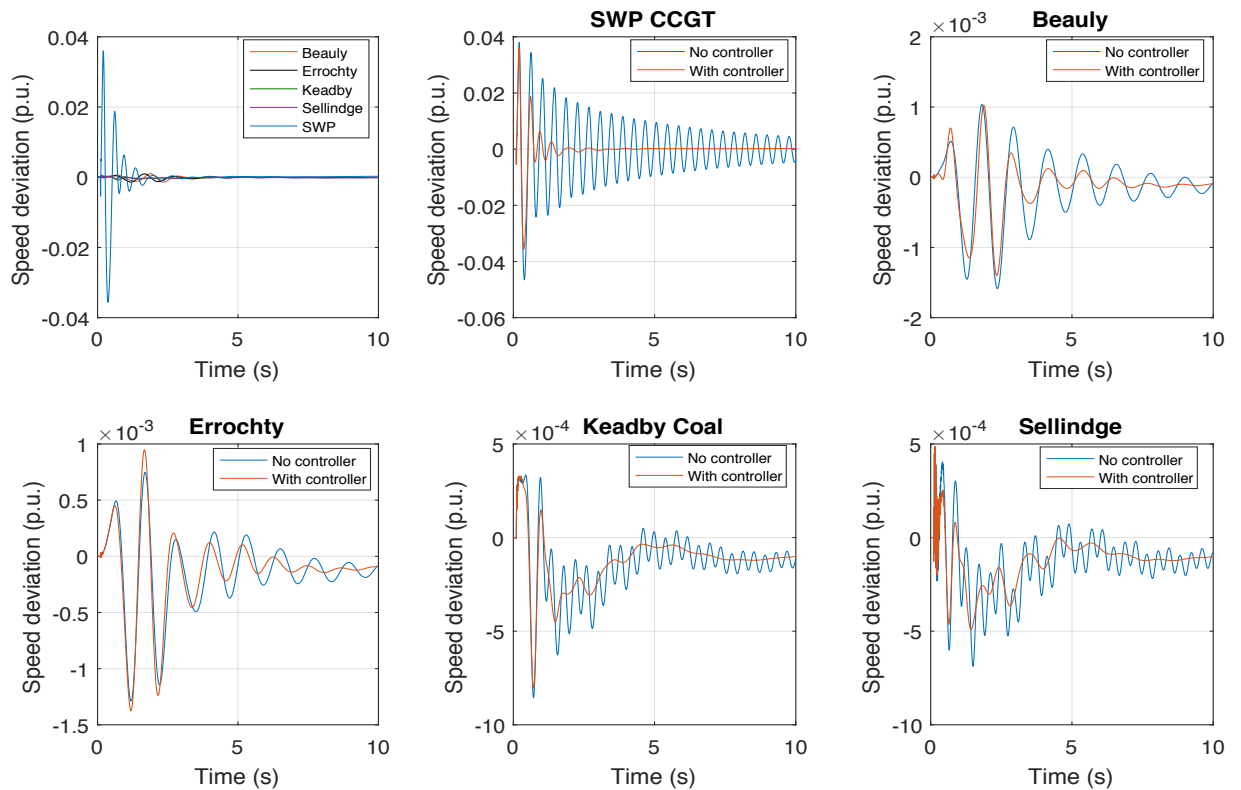 Speed deviation (p.u.)
0.04
0.02
0
-0.02
-0.04
Beauly
Errochty
Keadby
Sellindge
SWP
0
5
10
Time (s)
SWP CCGT
Speed deviation (p.u.)
0.04
0.02
0
-0.02
-0.04
-0.06
No controller
With controller
0
5
10
Time (s)
Beauly
×10⁻³
Speed deviation (p.u.)
2
1
0
-1
-2
No controller
With controller
0
5
10
Time (s)
Errochty
×10⁻³
Speed deviation (p.u.)
1
0.5
0
-0.5
-1
-1.5
No controller
With controller
0
5
10
Time (s)
Keadby Coal
×10⁻⁴
Speed deviation (p.u.)
5
0
-5
-10
No controller
With controller
0
5
10
Time (s)
Sellindge
×10⁻⁴
Speed deviation (p.u.)
5
0
-5
-10
No controller
With controller
0
5
10
Time (s)